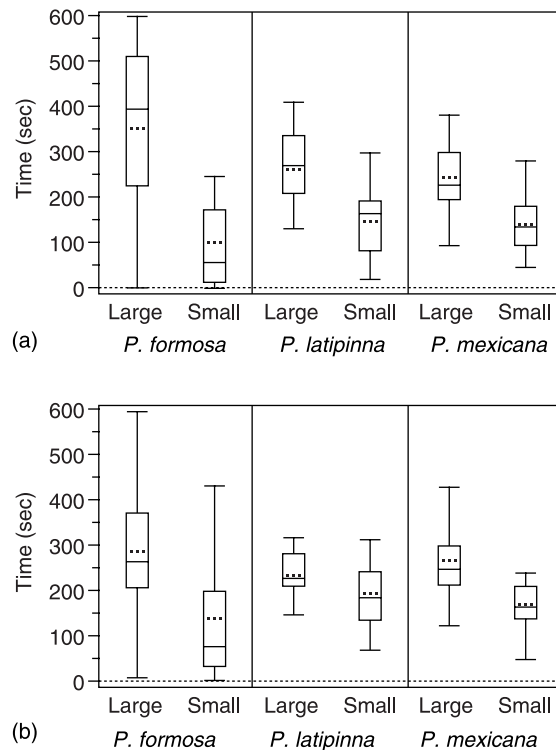 600
500
400
300
200
100
0
Time (sec)
Large Small Large Small Large Small
(a) P. formosa P. latipinna P. mexicana
600
500
400
300
200
100
0
Time (sec)
Large Small Large Small Large Small
(b) P. formosa P. latipinna P. mexicana